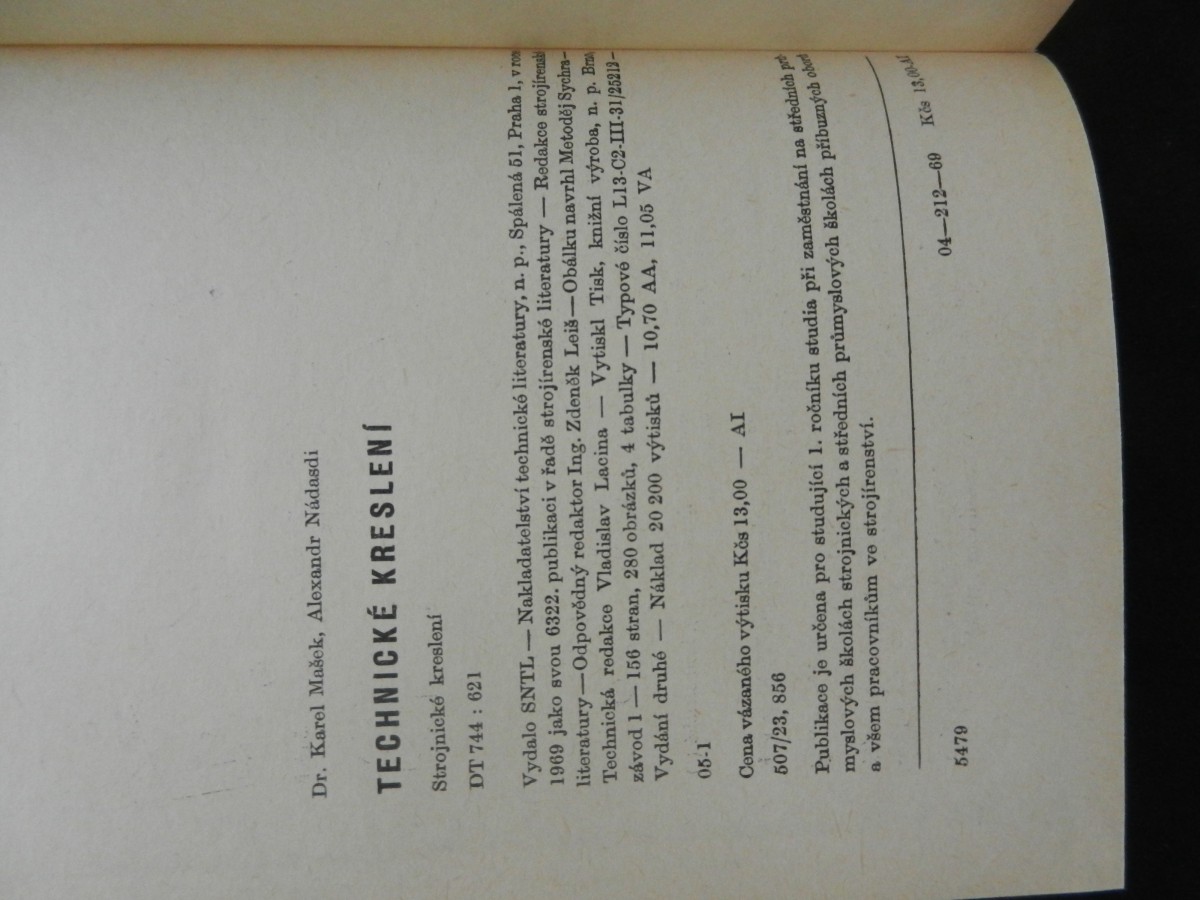 Dr. Karel Mašek, Alexandr Nádasdi
TECHNICKÉ KRESLENÍ
Strojnické kreslení
DT 744 : 621
Vydalo SNTL — Nakladatelství technické literatury, n. p., Spálená 51, Praha 1, v
1969 jako svou 6322. publikaci v řadě strojírenské literatury — Redakce strojírenské
literatury — Odpovědný redaktor Ing. Zdeněk Leiš — Obálku navrhl Metoděj Sychra —
Technická redakce Vladislav Lacina — Vytiskl Tisk, knižní výroba, n. p. Brno,
závod 1 — 156 stran, 280 obrázků, 4 tabulky — Typové číslo L13-C2-III-31/25212 —
Vydání druhé — Náklad 20 200 výtisků — 10,70 AA, 11,05 VA
05-1
Cena vázaného výtisku Kčs 13,00 — AI
507/23, 856
Publikace je určena pro studující 1. ročníku studia při zaměstnání na středních prů-
myslových školách strojnických a středních průmyslových školách příbuzných oborů
a všem pracovníkům ve strojírenství.
5479 04—212—69 Kčs 13,00-AI